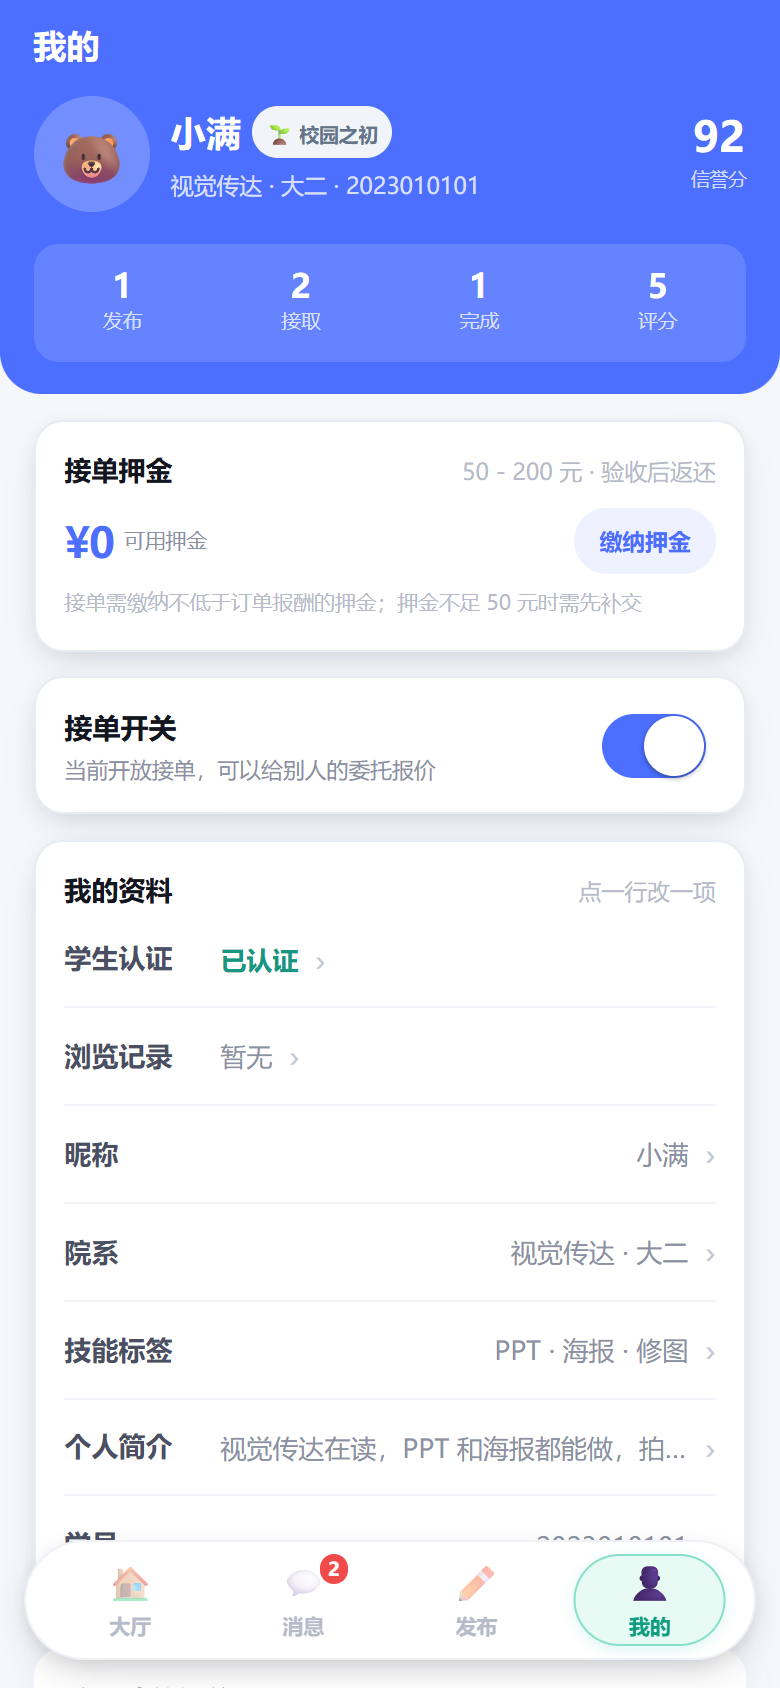 我的
小满 校园之初
视觉传达 · 大二 · 2023010101
92
信誉分
1 2 1 5
发布 接取 完成 评分
接单押金 50 - 200 元 · 验收后返还
¥0 可用押金 缴纳押金
接单需缴纳不低于订单报酬的押金；押金不足 50 元时需先补交
接单开关
当前开放接单，可以给别人的委托报价
我的资料 点一行改一项
学生认证 已认证 ›
浏览记录 暂无 ›
昵称 小满 ›
院系 视觉传达 · 大二 ›
技能标签 PPT · 海报 · 修图 ›
个人简介 视觉传达在读，PPT 和海报都能做，拍... ›
学号 2023010101
2
大厅 消息 发布 我的